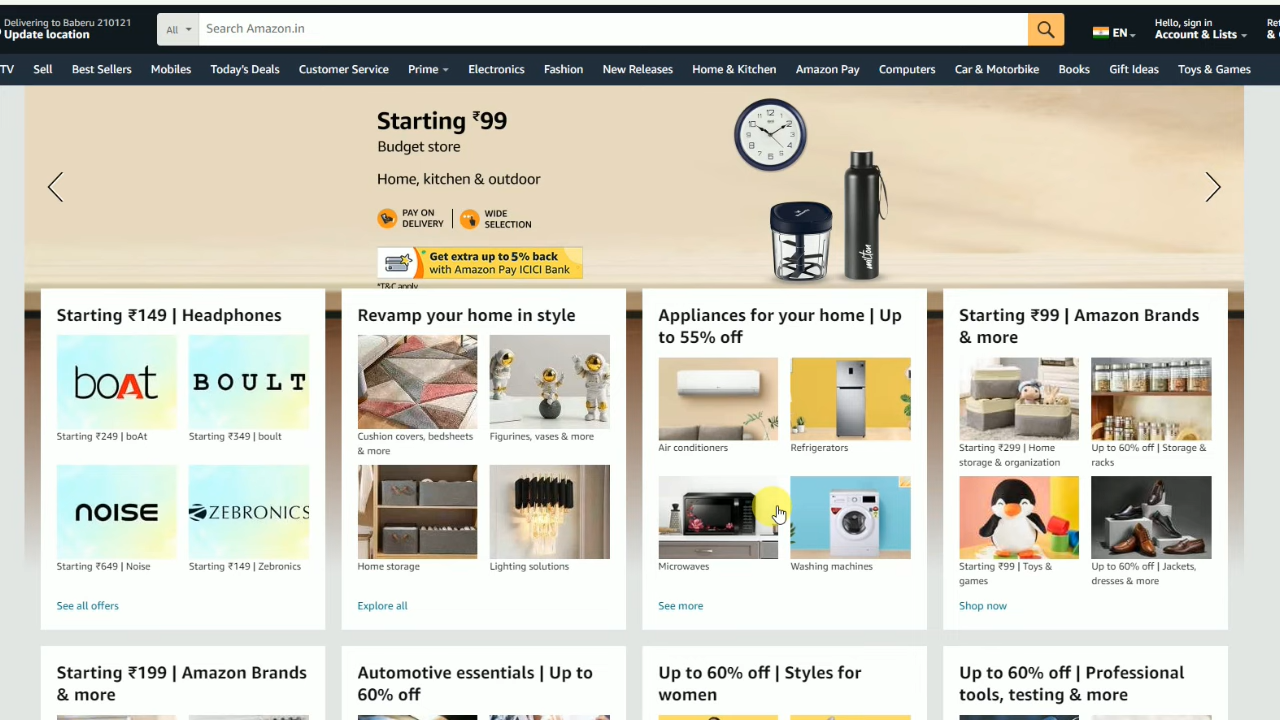 Delivering to Baberu 210121
Update location
All
Search Amazon.in
EN
Hello, sign in
Account & Lists
TV
Sell
Best Sellers
Mobiles
Today's Deals
Customer Service
Prime
Electronics
Fashion
New Releases
Home & Kitchen
Amazon Pay
Computers
Car & Motorbike
Books
Gift Ideas
Toys & Games
Starting ₹99
Budget store
Home, kitchen & outdoor
PAY ON
DELIVERY
WIDE
SELECTION
Get extra up to 5% back
with Amazon Pay ICICI Bank
*T&C apply
milton
Starting ₹149 | Headphones
boAt
BOULT
Starting ₹249 | boAt
Starting ₹349 | boult
NOISE
ZEBRONICS
Starting ₹649 | Noise
Starting ₹149 | Zebronics
See all offers
Revamp your home in style
Cushion covers, bedsheets
& more
Figurines, vases & more
Home storage
Lighting solutions
Explore all
Appliances for your home | Up
to 55% off
Air conditioners
Refrigerators
Microwaves
Washing machines
See more
Starting ₹99 | Amazon Brands
& more
Starting ₹299 | Home
storage & organization
Up to 60% off | Storage &
racks
Starting ₹99 | Toys &
games
Up to 60% off | Jackets,
dresses & more
Shop now
Starting ₹199 | Amazon Brands
& more
Automotive essentials | Up to
60% off
Up to 60% off | Styles for
women
Up to 60% off | Professional
tools, testing & more